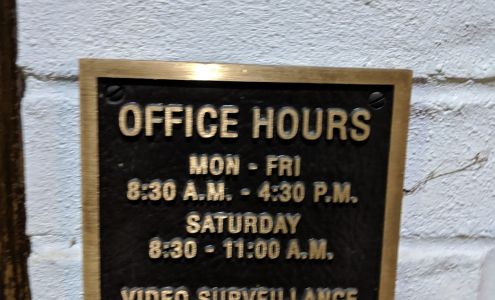 OFFICE HOURS
MON - FRI
8:30 A.M. - 4:30 P.M.
SATURDAY
8:30 - 11:00 A.M.
VIDEO SURVEILLANCE